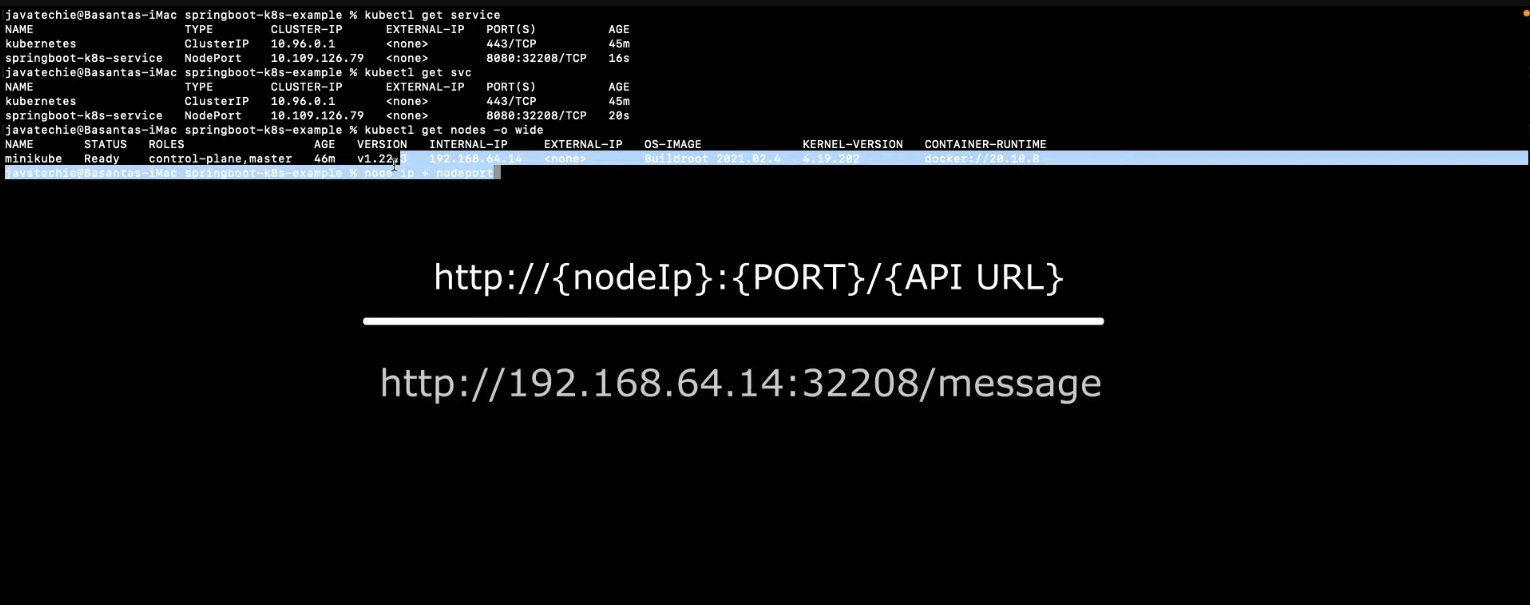 javatechie@Basantas-iMac springboot-k8s-example % kubectl get service
NAME TYPE CLUSTER-IP EXTERNAL-IP PORT(S) AGE
kubernetes ClusterIP 10.96.0.1 <none> 443/TCP 45m
springboot-k8s-service NodePort 10.109.126.79 <none> 8080:32208/TCP 16s
javatechie@Basantas-iMac springboot-k8s-example % kubectl get svc
NAME TYPE CLUSTER-IP EXTERNAL-IP PORT(S) AGE
kubernetes ClusterIP 10.96.0.1 <none> 443/TCP 45m
springboot-k8s-service NodePort 10.109.126.79 <none> 8080:32208/TCP 20s
javatechie@Basantas-iMac springboot-k8s-example % kubectl get nodes -o wide
NAME STATUS ROLES AGE VERSION INTERNAL-IP EXTERNAL-IP OS-IMAGE KERNEL-VERSION CONTAINER-RUNTIME
minikube Ready control-plane,master 46m v1.22.3 192.168.64.14 <none> Buildroot 2021.02.4 4.19.202 docker://20.10.8
javatechie@Basantas-iMac springboot-k8s-example % node ip + nodeport
http://{nodeIp}:{PORT}/{API URL}
http://192.168.64.14:32208/message